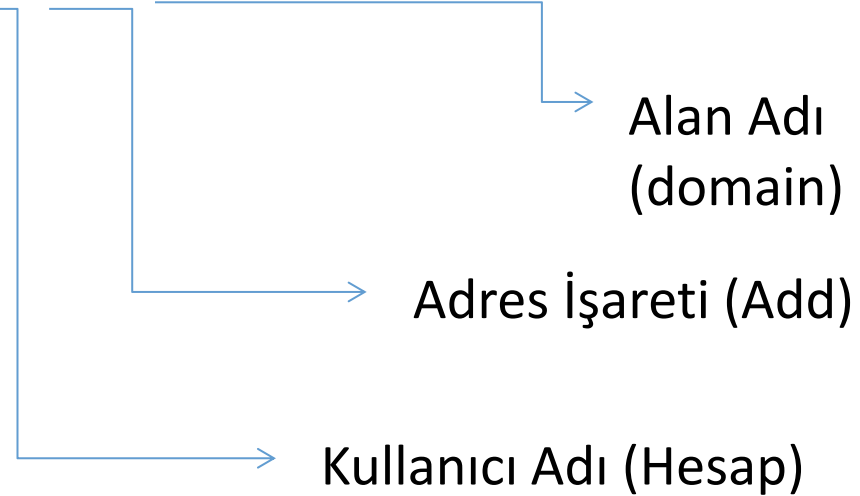 Alan Adı
(domain)
Adres İşareti (Add)
Kullanıcı Adı (Hesap)